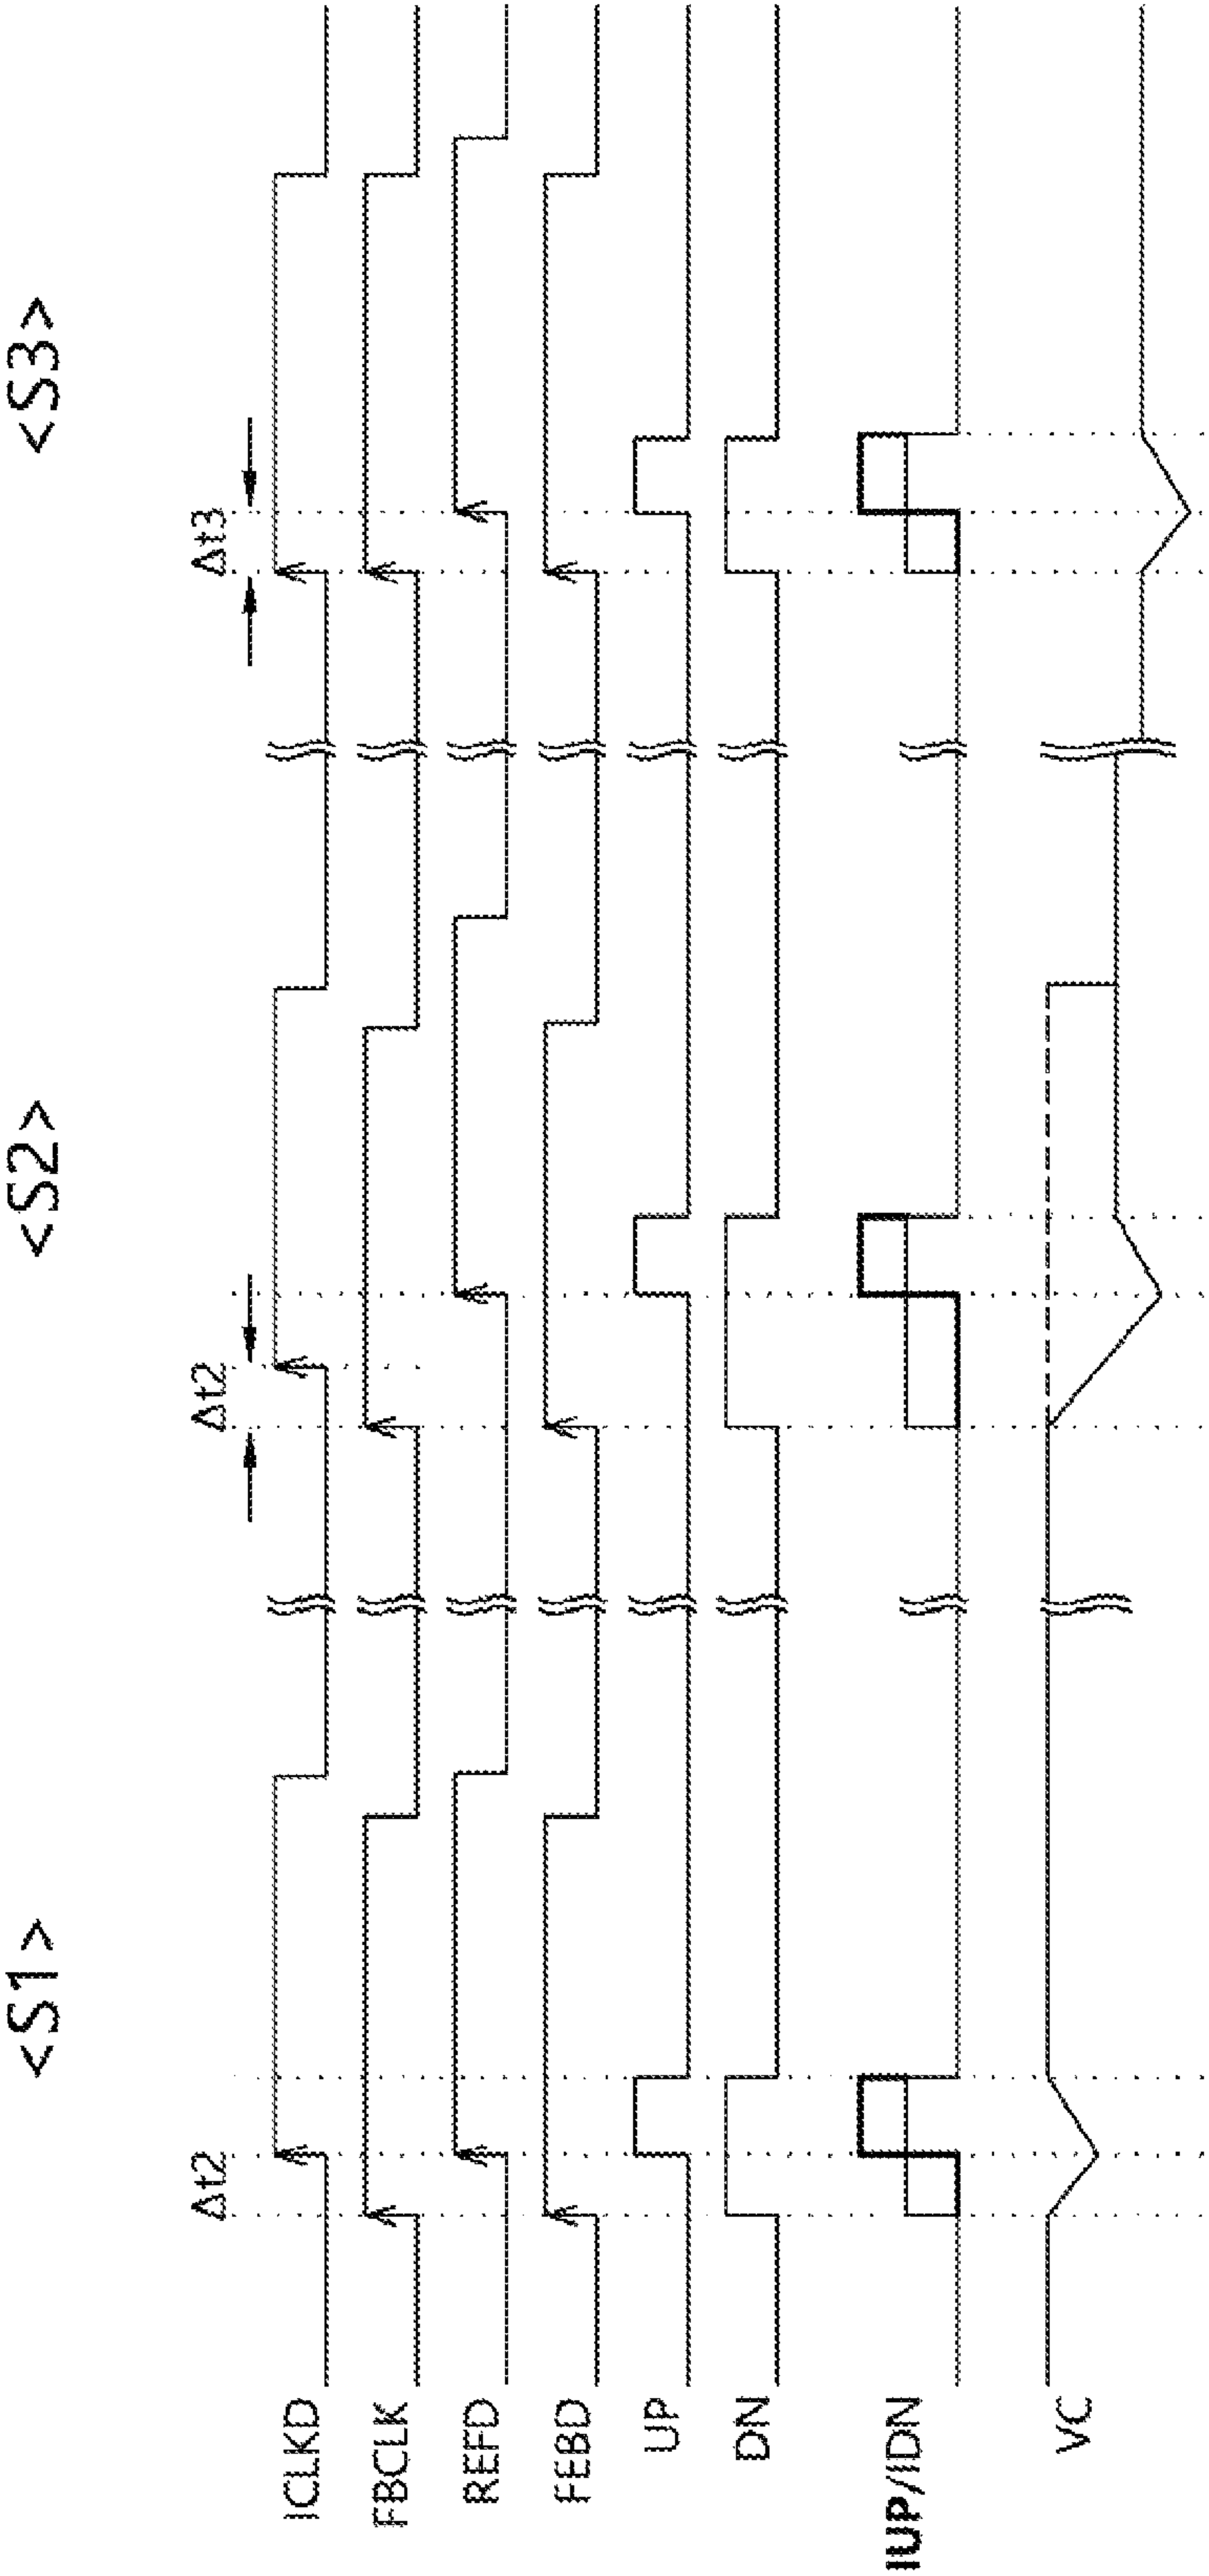 <S1>
<S2>
<S3>
Δt2
Δt2
Δt3
ICLKD
FBCLK
REFD
FEBD
UP
DN
IUP/IDN
VC